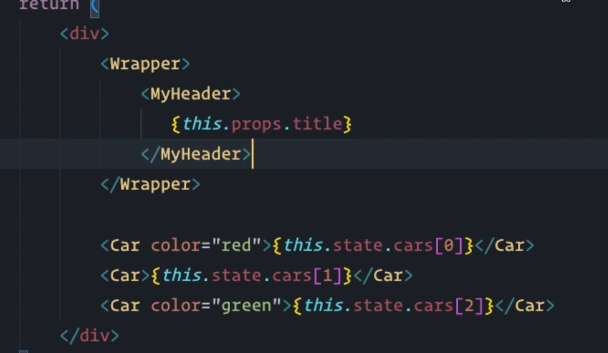 return (
<div>
<Wrapper>
<MyHeader>
{this.props.title}
</MyHeader>
</Wrapper>
<Car color="red">{this.state.cars[0]}</Car>
<Car>{this.state.cars[1]}</Car>
<Car color="green">{this.state.cars[2]}</Car>
</div>